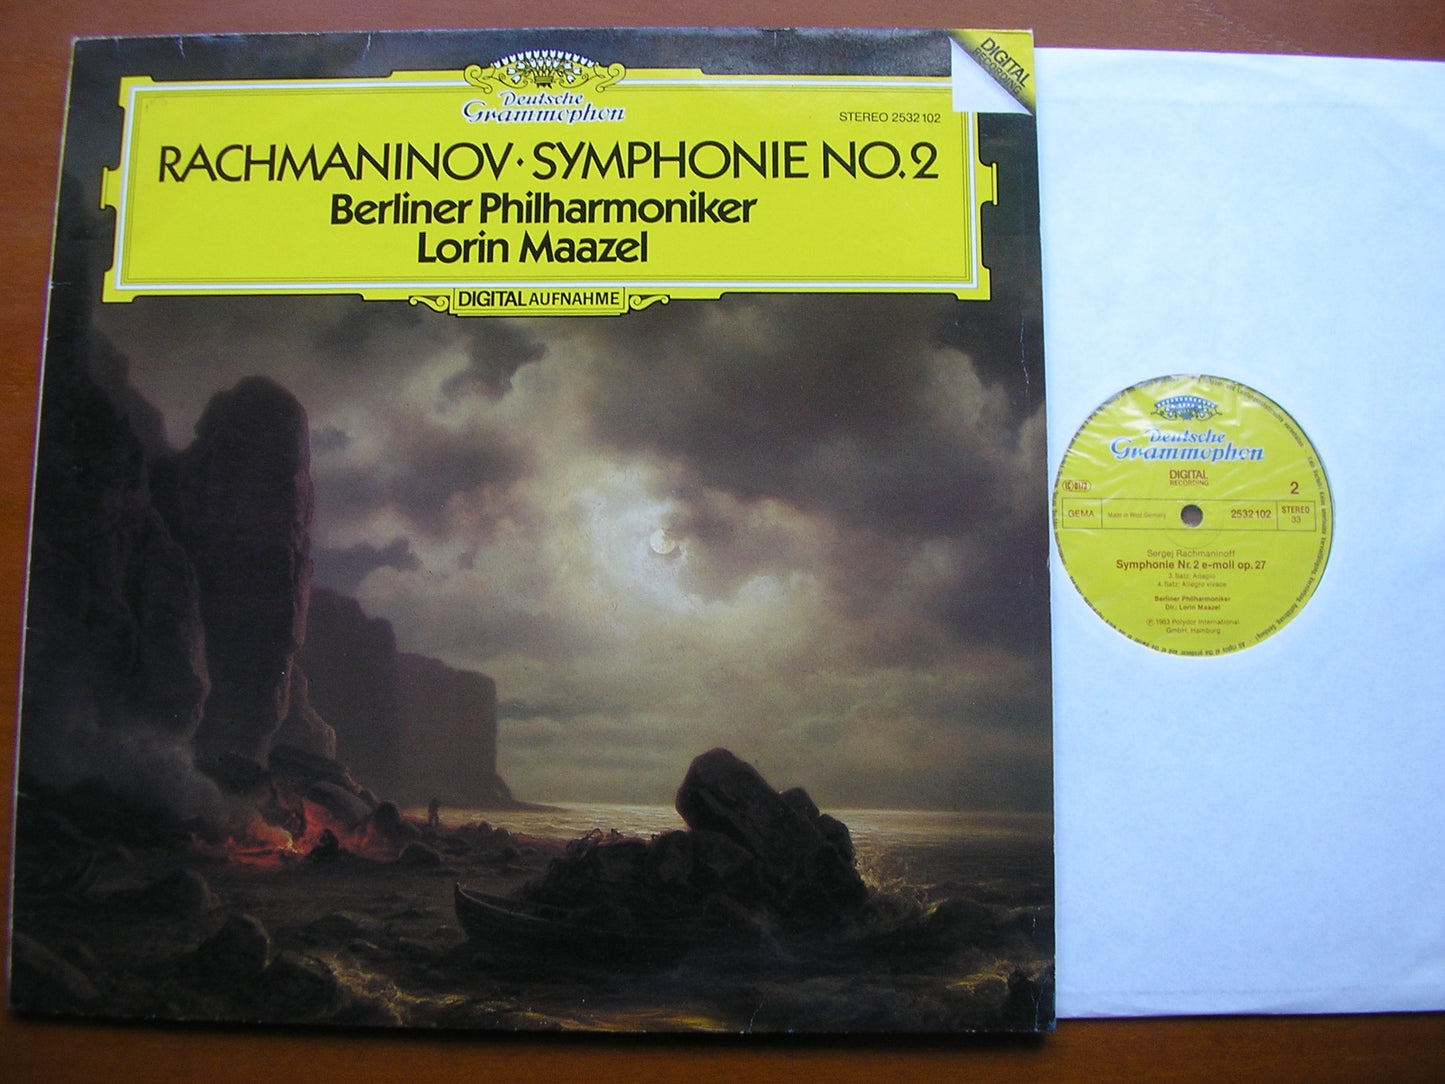 DIGITAL
RECORDING
Deutsche
Grammophon
STEREO 2532 102
RACHMANINOV · SYMPHONIE NO. 2
Berliner Philharmoniker
Lorin Maazel
DIGITAL AUFNAHME
Deutsche
Grammophon
DIGITAL
RECORDING
2
GEMA
Made in West Germany
2532 102
STEREO
33
Sergej Rachmaninoff
Symphonie Nr. 2 e-moll op. 27
3. Satz: Adagio
4. Satz: Allegro vivace
Berliner Philharmoniker
Dir.: Lorin Maazel
℗ 1983 Polydor International
GmbH, Hamburg